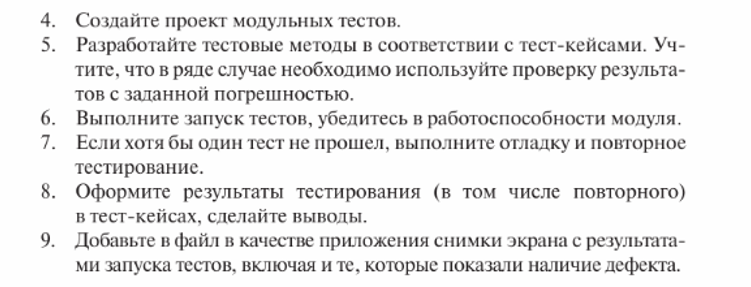 4. Создайте проект модульных тестов.
5. Разработайте тестовые методы в соответствии с тест-кейсами. Уч-
тите, что в ряде случае необходимо используйте проверку результа-
тов с заданной погрешностью.
6. Выполните запуск тестов, убедитесь в работоспособности модуля.
7. Если хотя бы один тест не прошел, выполните отладку и повторное
тестирование.
8. Оформите результаты тестирования (в том числе повторного)
в тест-кейсах, сделайте выводы.
9. Добавьте в файл в качестве приложения снимки экрана с результата-
ми запуска тестов, включая и те, которые показали наличие дефекта.